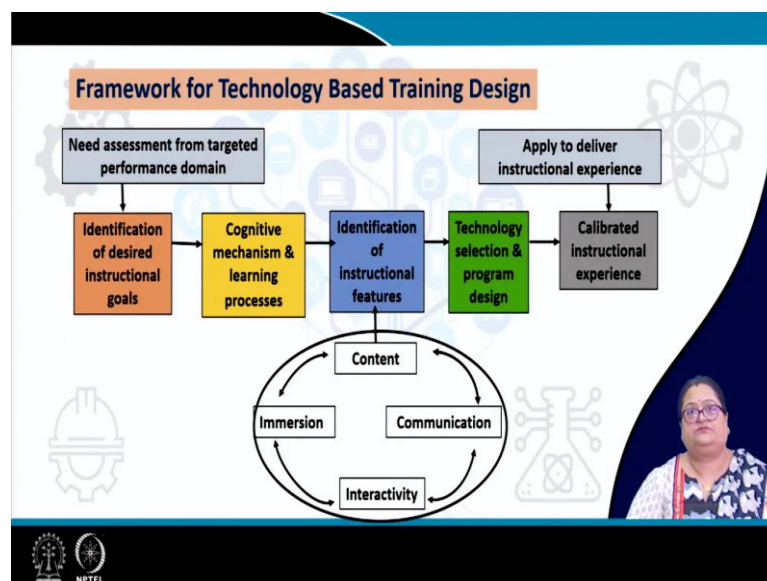 Framework for Technology Based Training Design
Need assessment from targeted
performance domain
Apply to deliver
instructional experience
Identification
of desired
instructional
goals
Cognitive
mechanism &
learning
processes
Identification
of
instructional
features
Technology
selection &
program
design
Calibrated
instructional
experience
Content
Immersion
Communication
Interactivity
NPTEL